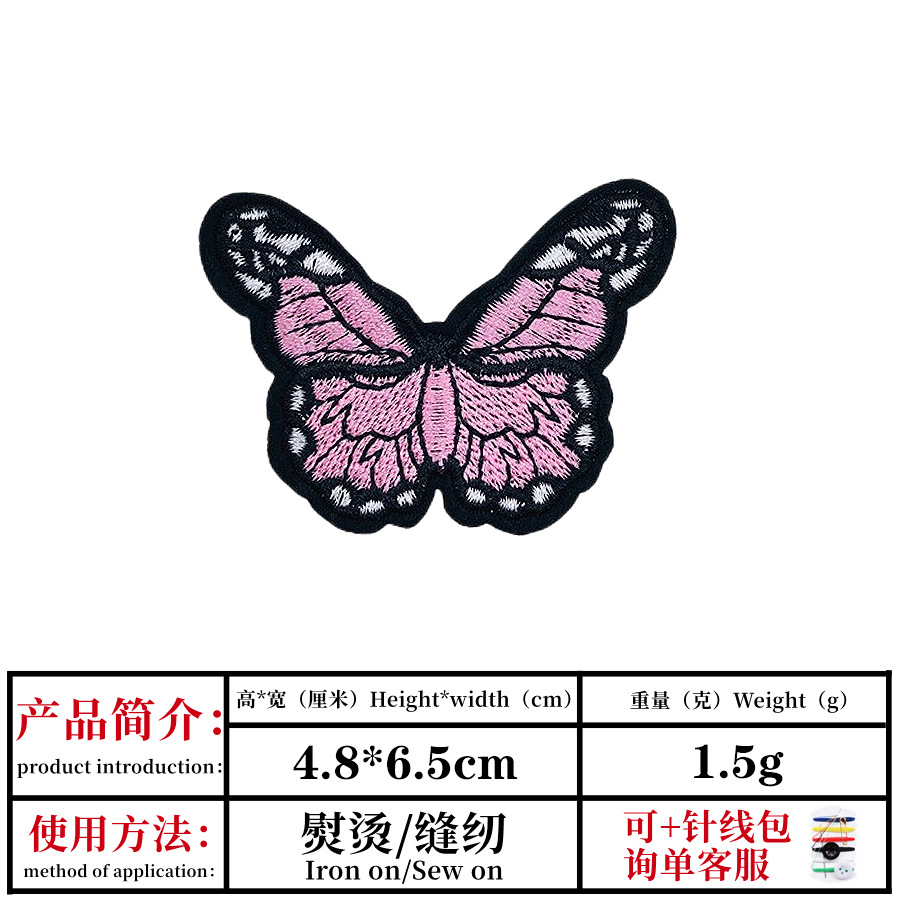 产品简介:
product introduction:
高*宽（厘米）Height*width（cm）
重量（克）Weight（g）
4.8*6.5cm
1.5g
使用方法:
method of application:
熨烫/缝纫
Iron on/Sew on
可+针线包
询单客服